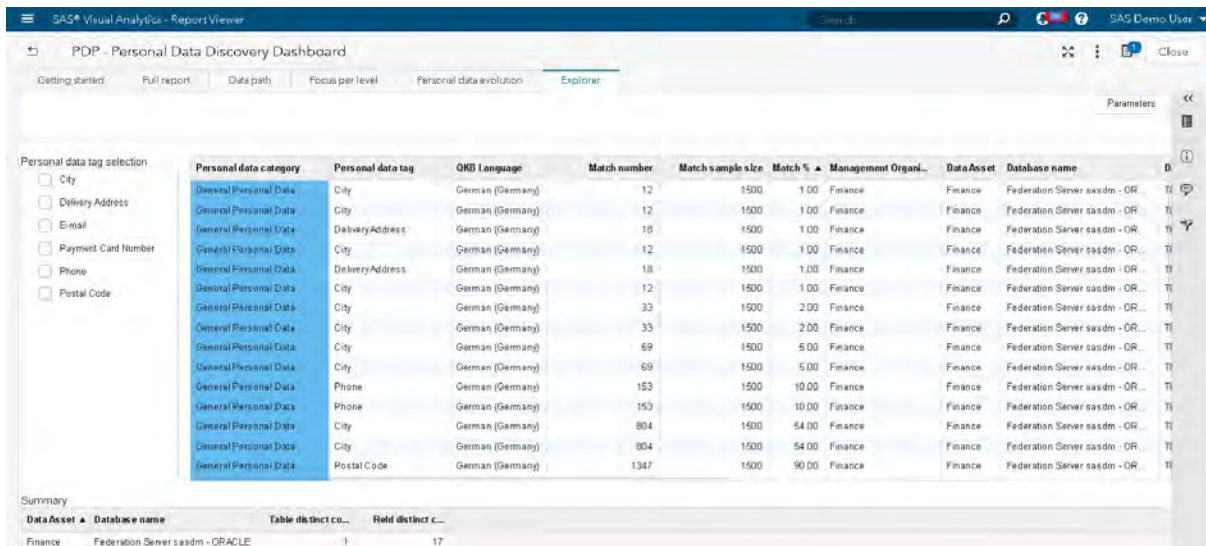 SAS® Visual Analytics - Report Viewer Search SAS Demo User
PDP - Personal Data Discovery Dashboard Close
Getting started Full report Data path Focus per level Personal data evolution Explorer
Parameters
Personal data tag selection
City
Delivery Address
E-mail
Payment Card Number
Phone
Postal Code
Personal data category Personal data tag QKB Language Match number Match sample size Match % Management Organi... Data Asset Database name D
General Personal Data City German (Germany) 12 1500 1.00 Finance Finance Federation Server sasdm - OR...
General Personal Data City German (Germany) 12 1500 1.00 Finance Finance Federation Server sasdm - OR...
General Personal Data Delivery Address German (Germany) 18 1500 1.00 Finance Finance Federation Server sasdm - OR...
General Personal Data City German (Germany) 12 1500 1.00 Finance Finance Federation Server sasdm - OR...
General Personal Data Delivery Address German (Germany) 18 1500 1.00 Finance Finance Federation Server sasdm - OR...
General Personal Data City German (Germany) 12 1500 1.00 Finance Finance Federation Server sasdm - OR...
General Personal Data City German (Germany) 33 1500 2.00 Finance Finance Federation Server sasdm - OR...
General Personal Data City German (Germany) 33 1500 2.00 Finance Finance Federation Server sasdm - OR...
General Personal Data City German (Germany) 69 1500 5.00 Finance Finance Federation Server sasdm - OR...
General Personal Data City German (Germany) 69 1500 5.00 Finance Finance Federation Server sasdm - OR...
General Personal Data Phone German (Germany) 153 1500 10.00 Finance Finance Federation Server sasdm - OR...
General Personal Data Phone German (Germany) 153 1500 10.00 Finance Finance Federation Server sasdm - OR...
General Personal Data City German (Germany) 804 1500 54.00 Finance Finance Federation Server sasdm - OR...
General Personal Data City German (Germany) 804 1500 54.00 Finance Finance Federation Server sasdm - OR...
General Personal Data Postal Code German (Germany) 1347 1500 90.00 Finance Finance Federation Server sasdm - OR...
Summary
Data Asset Database name Table distinct co... Field distinct c...
Finance Federation Server sasdm - ORACLE 1 17